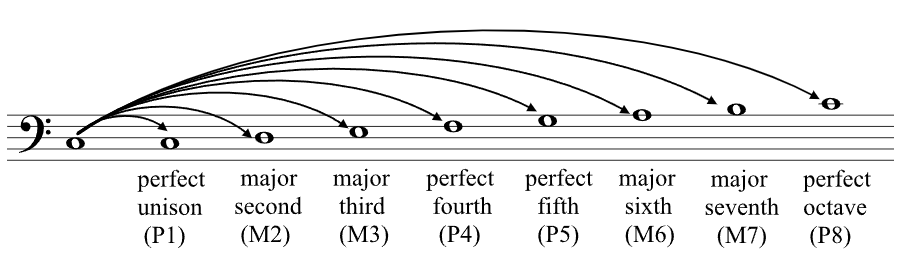 perfect major major perfect perfect major major perfect
unison second third fourth fifth sixth seventh octave
(P1) (M2) (M3) (P4) (P5) (M6) (M7) (P8)